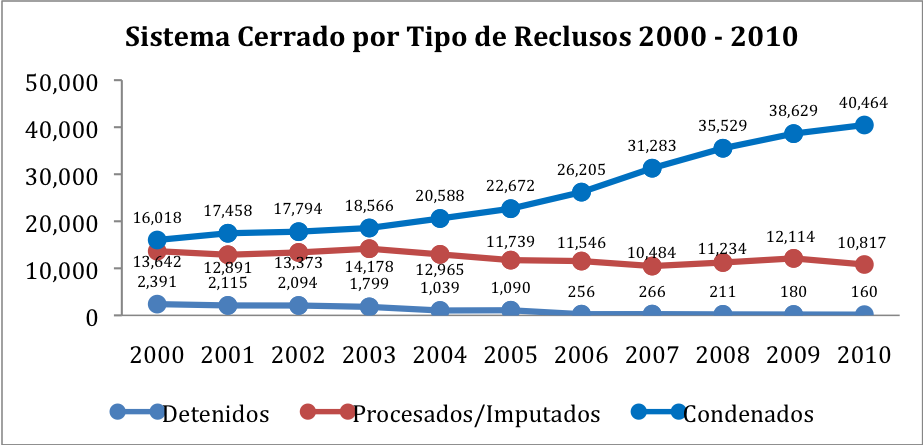 Sistema Cerrado por Tipo de Reclusos 2000 - 2010
50,000
40,000
30,000
20,000
10,000
0
16,018 17,458 17,794 18,566 20,588 22,672 26,205 31,283 35,529 38,629 40,464
13,642 12,891 13,373 14,178 12,965 11,739 11,546 10,484 11,234 12,114 10,817
2,391 2,115 2,094 1,799 1,039 1,090 256 266 211 180 160
2000 2001 2002 2003 2004 2005 2006 2007 2008 2009 2010
Detenidos Procesados/Imputados Condenados